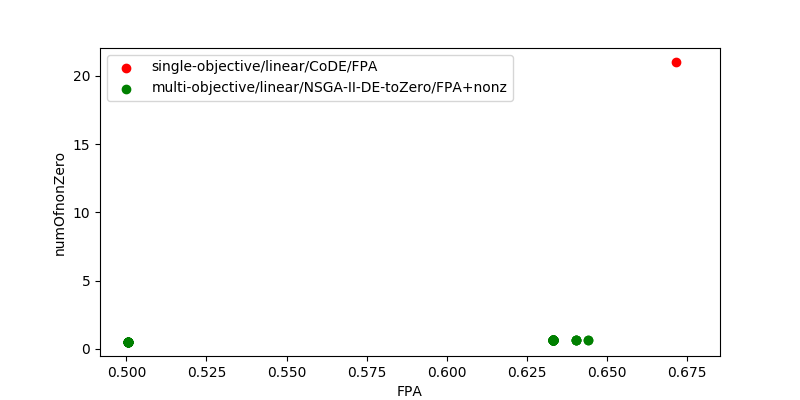 single-objective/linear/CoDE/FPA
multi-objective/linear/NSGA-II-DE-toZero/FPA+nonz
numOfnonZero
20
15
10
5
0
0.500 0.525 0.550 0.575 0.600 0.625 0.650 0.675
FPA